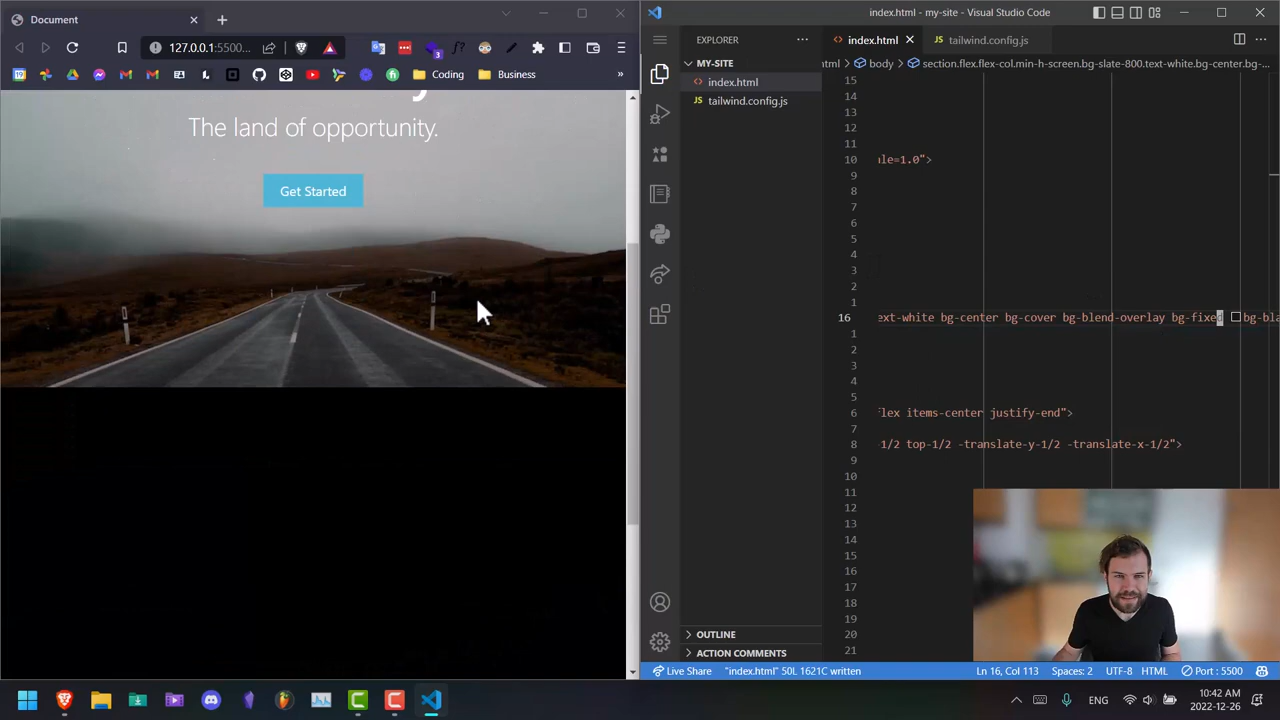 Document
127.0.0.1:5500...
3
Coding
Business
»
The land of opportunity.
Get Started
index.html - my-site - Visual Studio Code
EXPLORER
MY-SITE
index.html
tailwind.config.js
index.html
tailwind.config.js
html > body > section.flex.flex-col.min-h-screen.bg-slate-800.text-white.bg-center.bg-cover.bg-...
15
14
13
12
11
10 ale=1.0">
9
8
7
6
5
4
3
2
1
16 ext-white bg-center bg-cover bg-blend-overlay bg-fixed bg-bla
1
2
3
4
5
6 flex items-center justify-end">
7
8 -1/2 top-1/2 -translate-y-1/2 -translate-x-1/2">
9
10
11
12
13
14
15
16
17
18
19
20
21
OUTLINE
ACTION COMMENTS
Live Share "index.html" 50L 1621C written Ln 16, Col 113 Spaces: 2 UTF-8 HTML Port : 5500
ENG 10:42 AM
2022-12-26